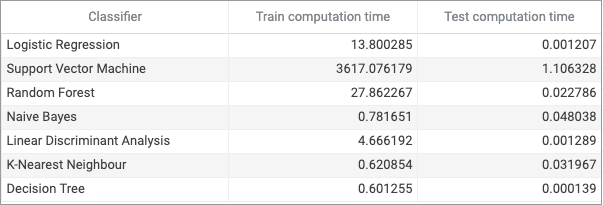 Classifier Train computation time Test computation time
Logistic Regression 13.800285 0.001207
Support Vector Machine 3617.076179 1.106328
Random Forest 27.862267 0.022786
Naive Bayes 0.781651 0.048038
Linear Discriminant Analysis 4.666192 0.001289
K-Nearest Neighbour 0.620854 0.031967
Decision Tree 0.601255 0.000139